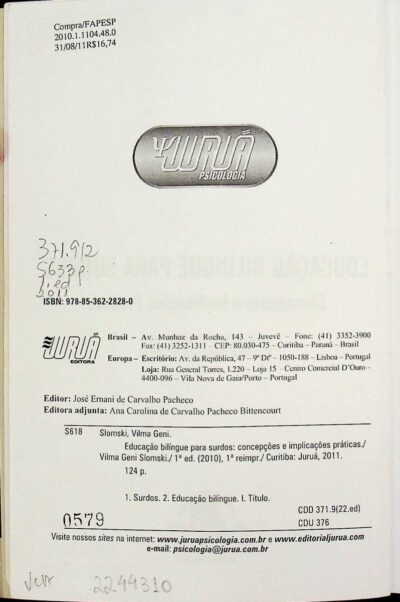 Compra/FAPESP
2010.1.1104.48.0
31/08/11R$16,74
JURUÁ
PSICOLOGIA
371.912
S633p
1.ed
2011
ISBN: 978-85-362-2828-0
JURUÁ
EDITORA
Brasil – Av. Munhoz da Rocha, 143 – Juvevê – Fone: (41) 3352-3900
Fax: (41) 3252-1311 – CEP: 80.030-475 – Curitiba – Paraná – Brasil
Europa – Escritório: Av. da República, 47 – 9º Dtº – 1050-188 – Lisboa – Portugal
Loja: Rua General Torres, 1.220 – Loja 15 – Centro Comercial D'Ouro –
4400-096 – Vila Nova de Gaia/Porto – Portugal
Editor: José Ernani de Carvalho Pacheco
Editora adjunta: Ana Carolina de Carvalho Pacheco Bittencourt
S618
Slomski, Vilma Geni.
Educação bilíngue para surdos: concepções e implicações práticas./
Vilma Geni Slomski./ 1ª ed. (2010), 1ª reimpr./ Curitiba: Juruá, 2011.
124 p.
1. Surdos. 2. Educação bilíngue. I. Título.
CDD 371.9(22.ed)
CDU 376
0579
Visite nossos sites na internet: www.juruapsicologia.com.br e www.editorialjurua.com
e-mail: psicologia@jurua.com.br
2244310